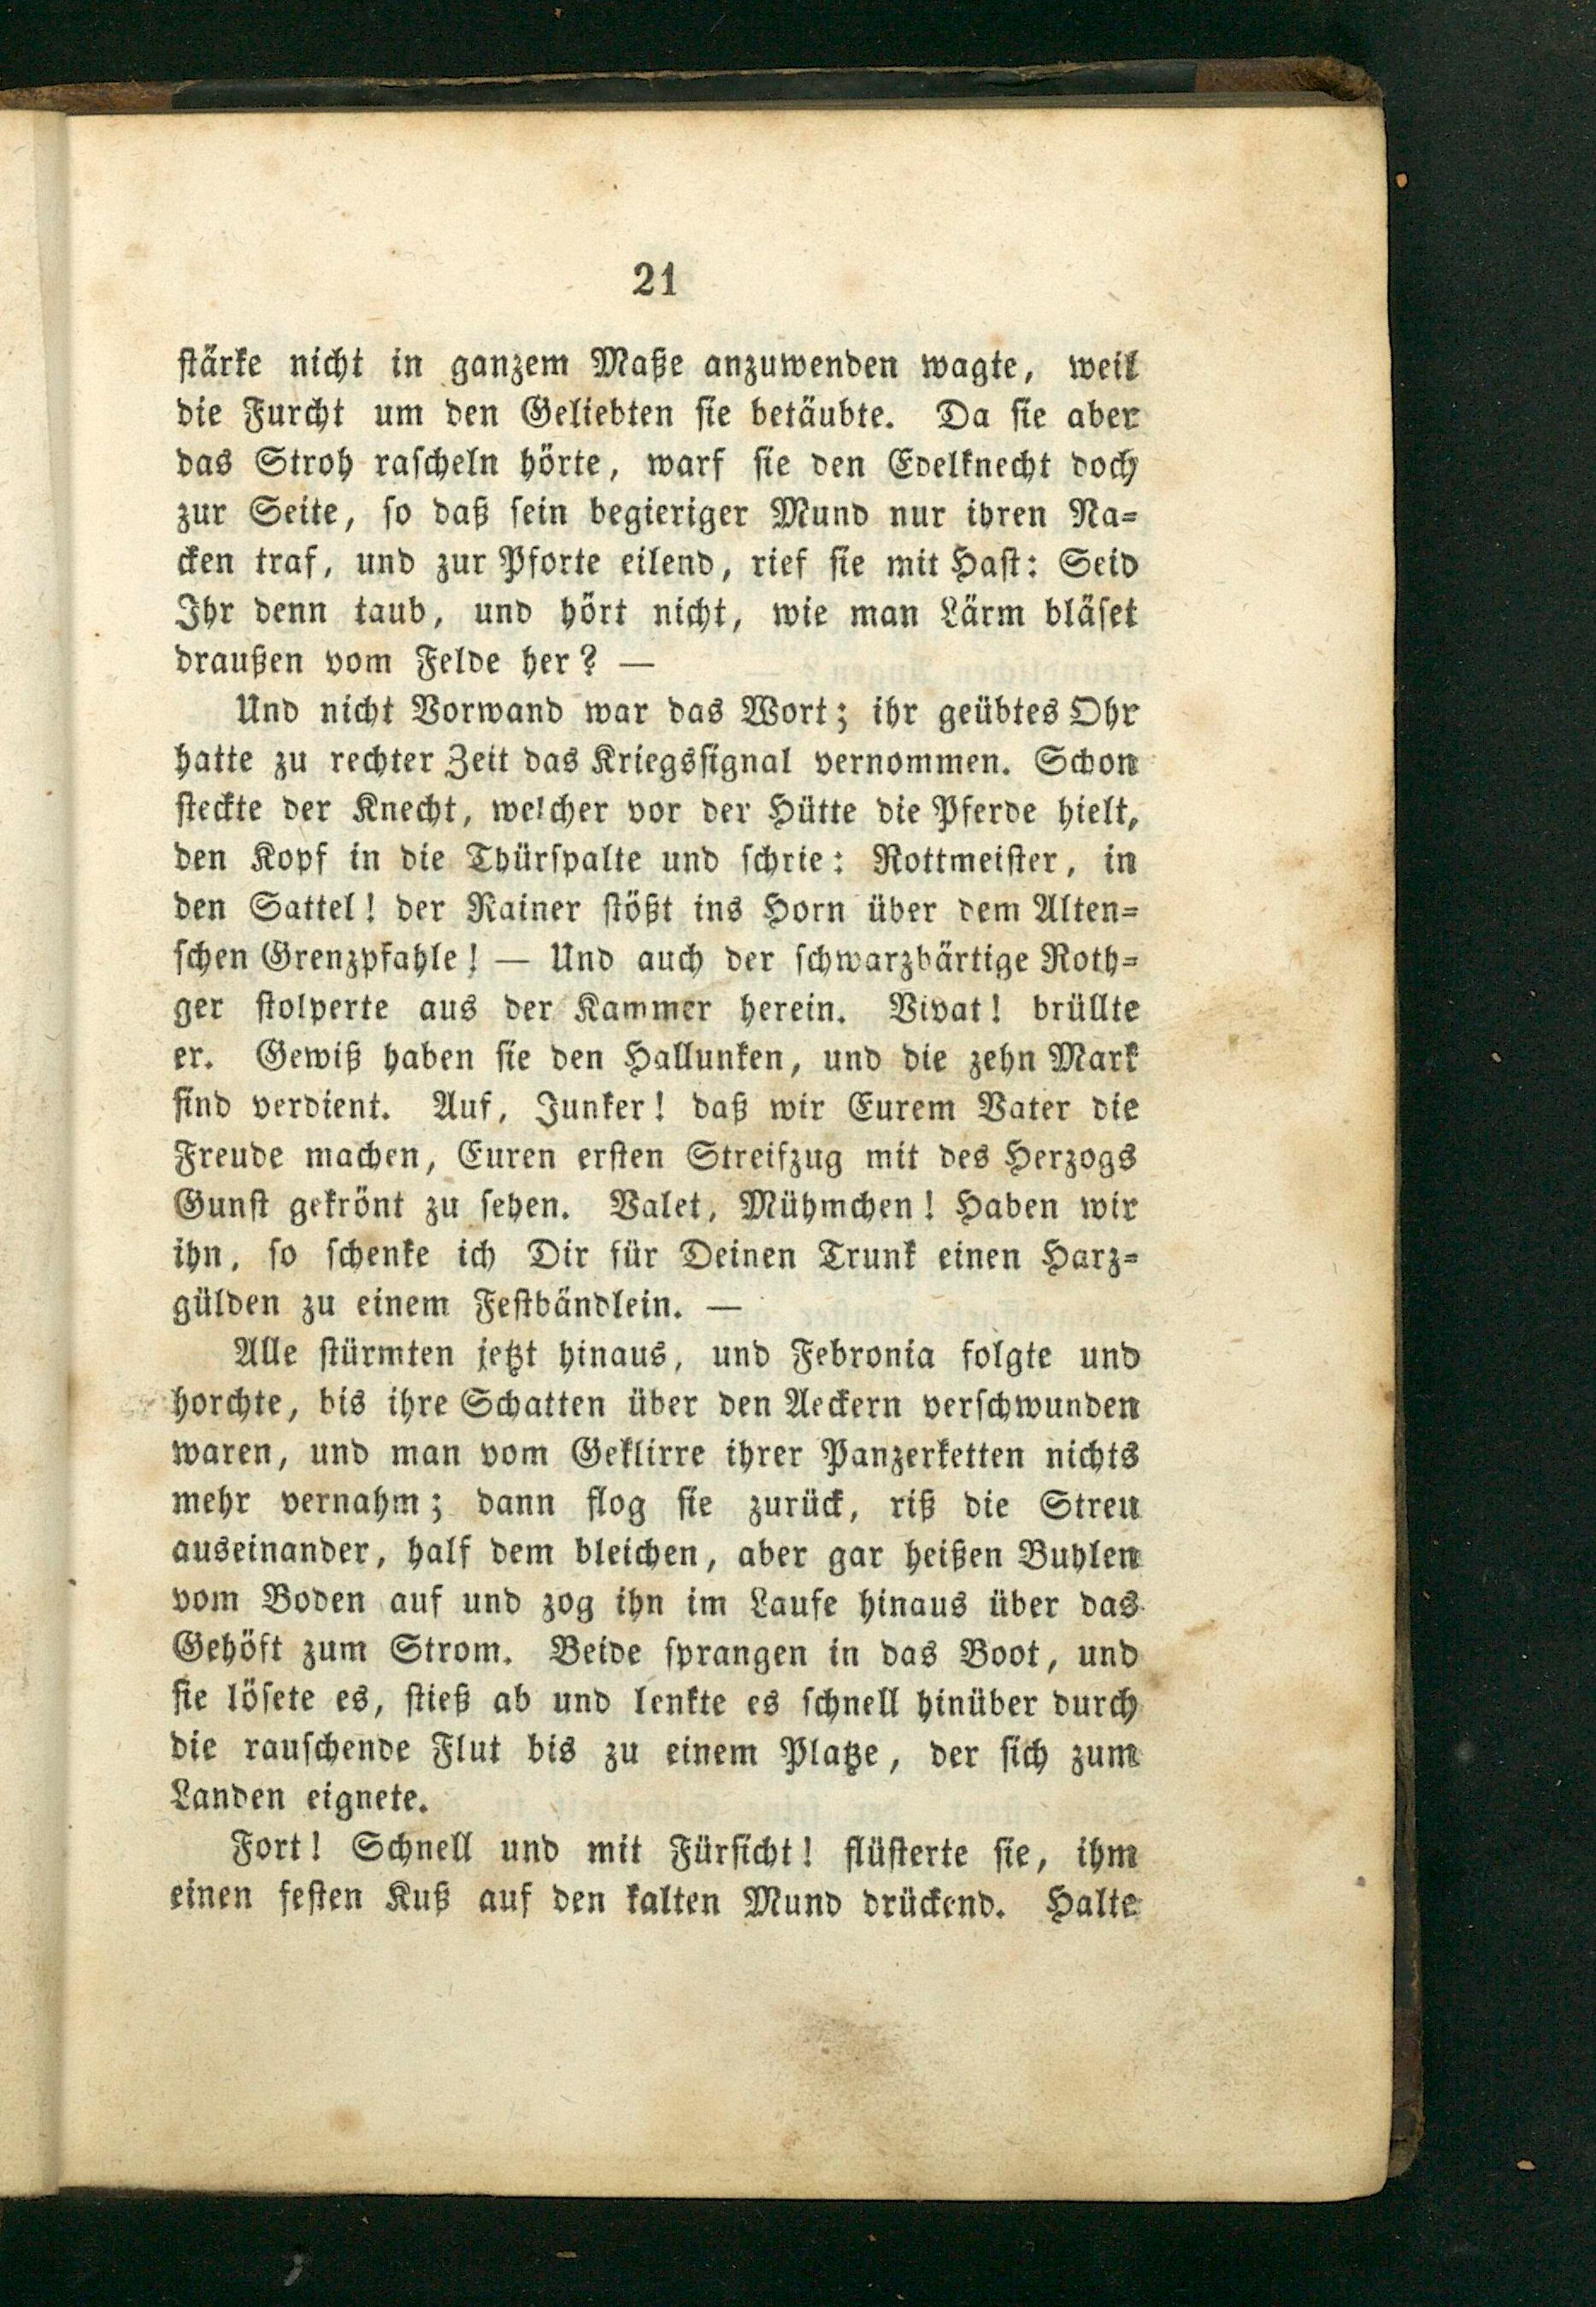 21
stärke nicht in ganzem Maße anzuwenden wagte, weil
die Furcht um den Geliebten sie betäubte. Da sie aber
das Stroh rascheln hörte, warf sie den Edelknecht doch
zur Seite, so daß sein begieriger Mund nur ihren Na=
cken traf, und zur Pforte eilend, rief sie mit Hast: Seid
Ihr denn taub, und hört nicht, wie man Lärm bläset
draußen vom Felde her? —
Und nicht Vorwand war das Wort; ihr geübtes Ohr
hatte zu rechter Zeit das Kriegssignal vernommen. Schon
steckte der Knecht, welcher vor der Hütte die Pferde hielt,
den Kopf in die Thürspalte und schrie: Rottmeister, in
den Sattel! der Rainer stößt ins Horn über dem Alten=
schen Grenzpfahle! — Und auch der schwarzbärtige Roth=
ger stolperte aus der Kammer herein. Vivat! brüllte
er. Gewiß haben sie den Hallunken, und die zehn Mark
sind verdient. Auf, Junker! daß wir Eurem Vater die
Freude machen, Euren ersten Streifzug mit des Herzogs
Gunst gekrönt zu sehen. Valet, Mühmchen! Haben wir
ihn, so schenke ich Dir für Deinen Trunk einen Harz=
gülden zu einem Festbändlein. —
Alle stürmten jetzt hinaus, und Febronia folgte und
horchte, bis ihre Schatten über den Aeckern verschwunden
waren, und man vom Geklirre ihrer Panzerketten nichts
mehr vernahm; dann flog sie zurück, riß die Streu
auseinander, half dem bleichen, aber gar heißen Buhlen
vom Boden auf und zog ihn im Laufe hinaus über das
Gehöft zum Strom. Beide sprangen in das Boot, und
sie lösete es, stieß ab und lenkte es schnell hinüber durch
die rauschende Flut bis zu einem Platze, der sich zum
Landen eignete.
Fort! Schnell und mit Fürsicht! flüsterte sie, ihm
einen festen Kuß auf den kalten Mund drückend. Halte